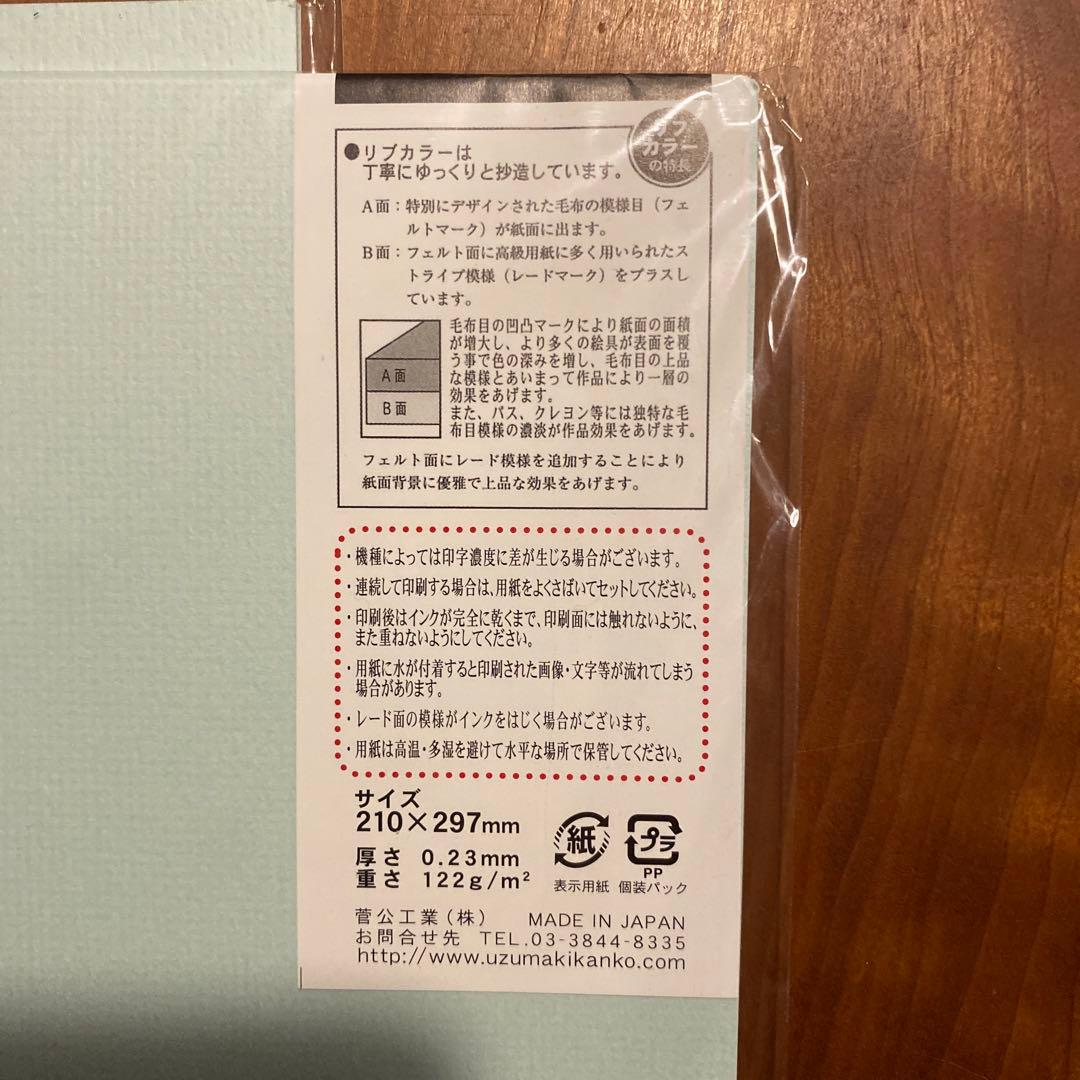 リブ
カラー
の特長
●リブカラーは
丁寧にゆっくりと抄造しています。
A面：特別にデザインされた毛布の模様目（フェ
ルトマーク）が紙面に出ます。
B面：フェルト面に高級用紙に多く用いられたス
トライプ模様（レードマーク）をプラスし
ています。
毛布目の凹凸マークにより紙面の面積
が増大し、より多くの絵具が表面を覆
う事で色の深みを増し、毛布目の上品
な模様とあいまって作品により一層の
効果をあげます。
また、パス、クレヨン等には独特な毛
布目模様の濃淡が作品効果をあげます。
A面
B面
フェルト面にレード模様を追加することにより
紙面背景に優雅で上品な効果をあげます。
・機種によっては印字濃度に差が生じる場合がございます。
・連続して印刷する場合は、用紙をよくさばいてセットしてください。
・印刷後はインクが完全に乾くまで、印刷面には触れないように、
また重ねないようにしてください。
・用紙に水が付着すると印刷された画像・文字等が流れてしまう
場合があります。
・レード面の模様がインクをはじく場合がございます。
・用紙は高温・多湿を避けて水平な場所で保管してください。
サイズ
210×297mm
厚さ 0.23mm
重さ 122g/m²
紙
表示用紙
プラ
PP
個装パック
菅公工業（株） MADE IN JAPAN
お問合せ先 TEL.03-3844-8335
http://www.uzumakikanko.com